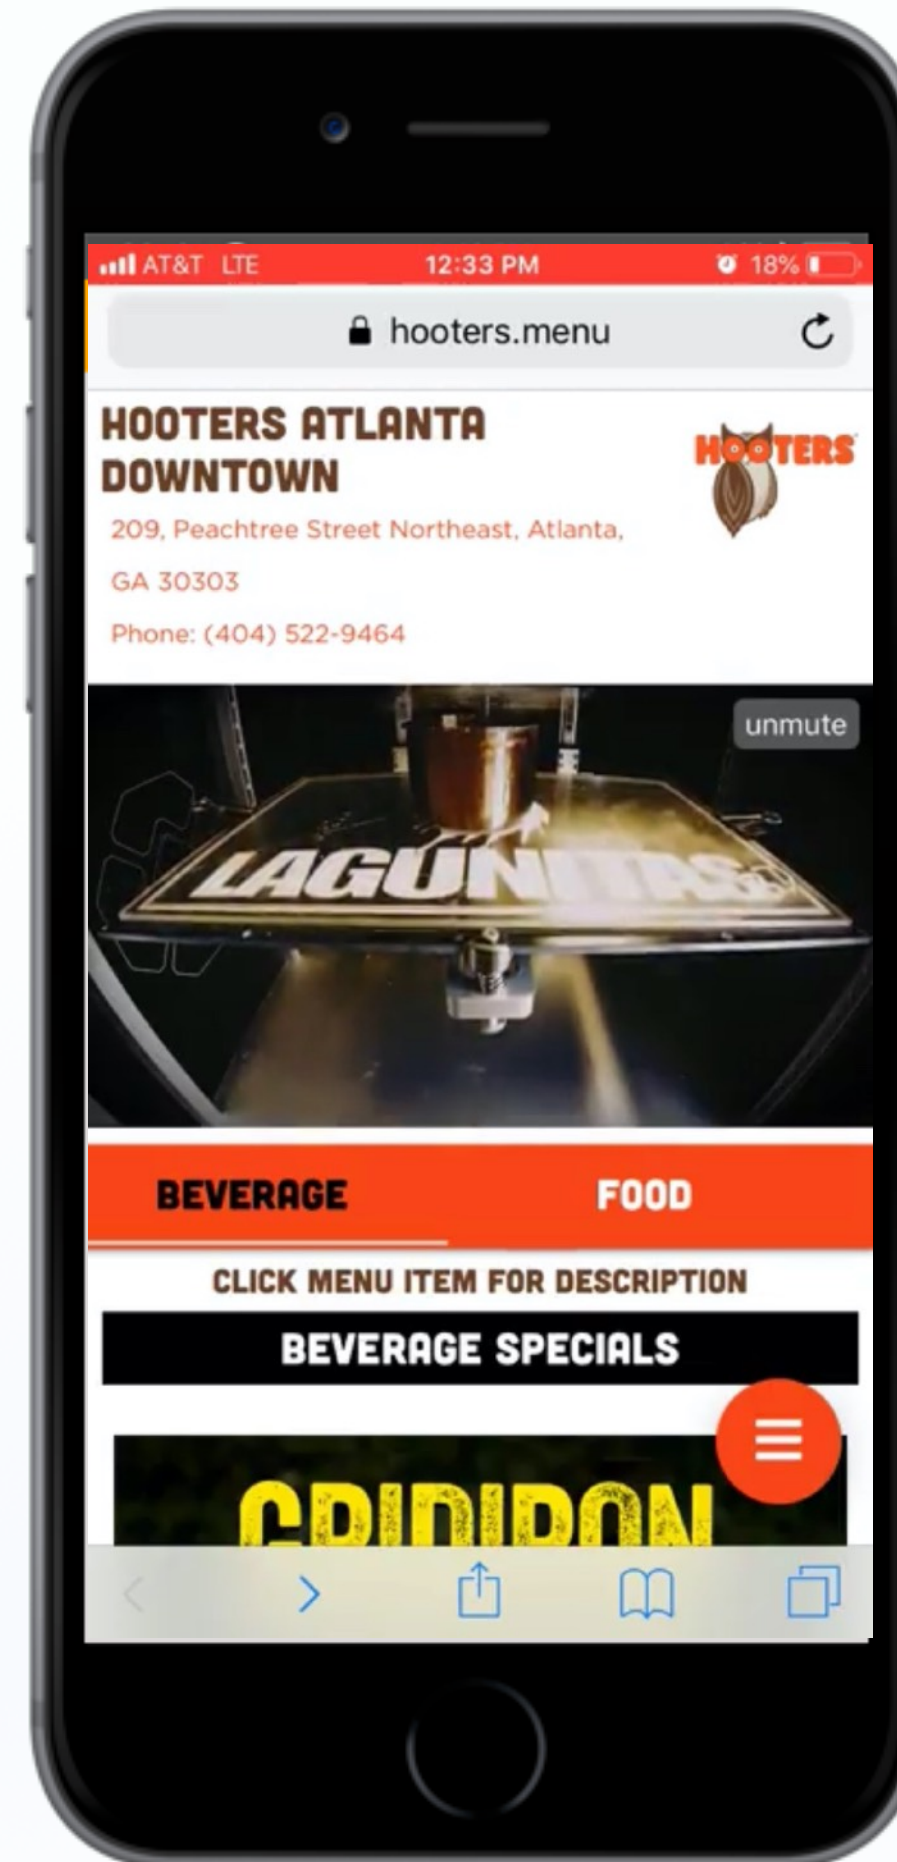 AT&T LTE 12:33 PM 18%
hooters.menu
HOOTERS ATLANTA
DOWNTOWN
HOOTERS
209, Peachtree Street Northeast, Atlanta,
GA 30303
Phone: (404) 522-9464
unmute
LAGUNITAS
BEVERAGE FOOD
CLICK MENU ITEM FOR DESCRIPTION
BEVERAGE SPECIALS
GRIDIRON